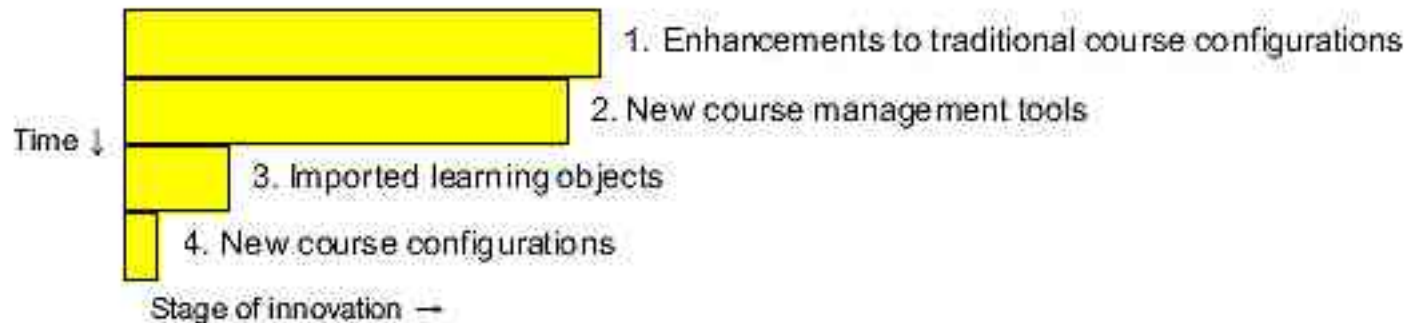 1. Enhancements to traditional course configurations
2. New course management tools
Time ↓
3. Imported learning objects
4. New course configurations
Stage of innovation →